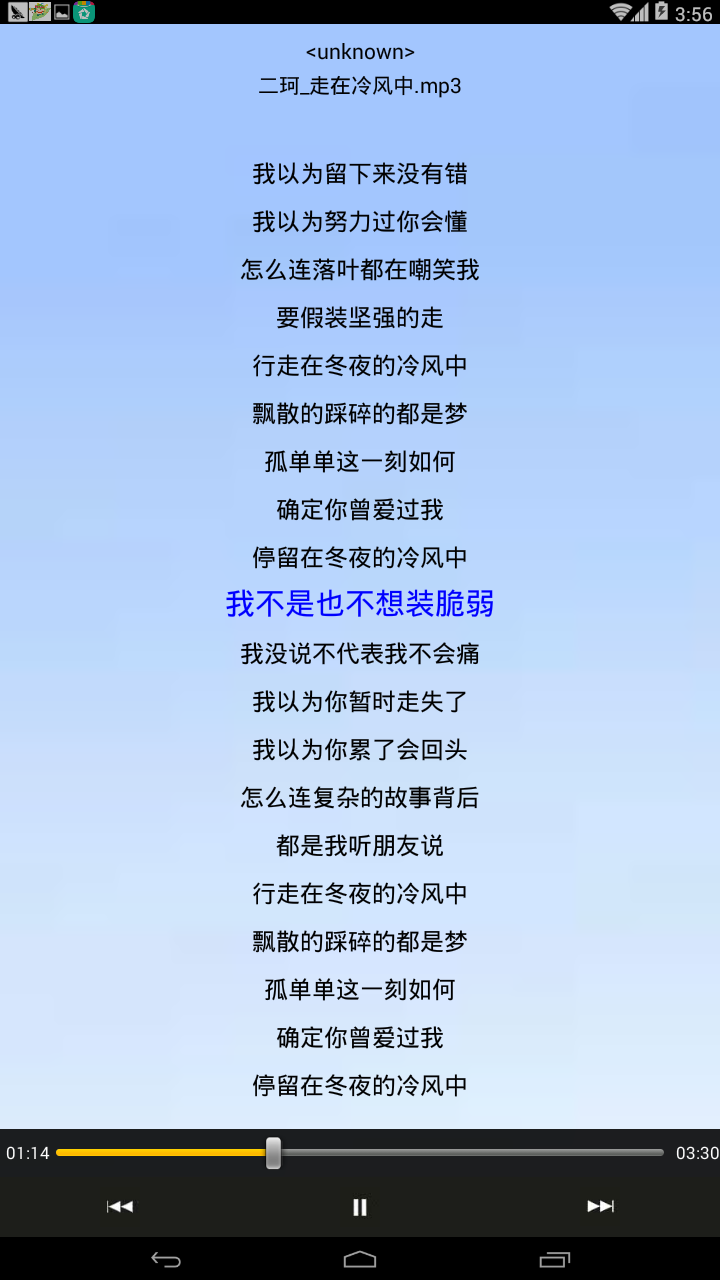 3:56
<unknown>
二珂_走在冷风中.mp3
我以为留下来没有错
我以为努力过你会懂
怎么连落叶都在嘲笑我
要假装坚强的走
行走在冬夜的冷风中
飘散的踩碎的都是梦
孤单单这一刻如何
确定你曾爱过我
停留在冬夜的冷风中
我不是也不想装脆弱
我没说不代表我不会痛
我以为你暂时走失了
我以为你累了会回头
怎么连复杂的故事背后
都是我听朋友说
行走在冬夜的冷风中
飘散的踩碎的都是梦
孤单单这一刻如何
确定你曾爱过我
停留在冬夜的冷风中
01:14
03:30